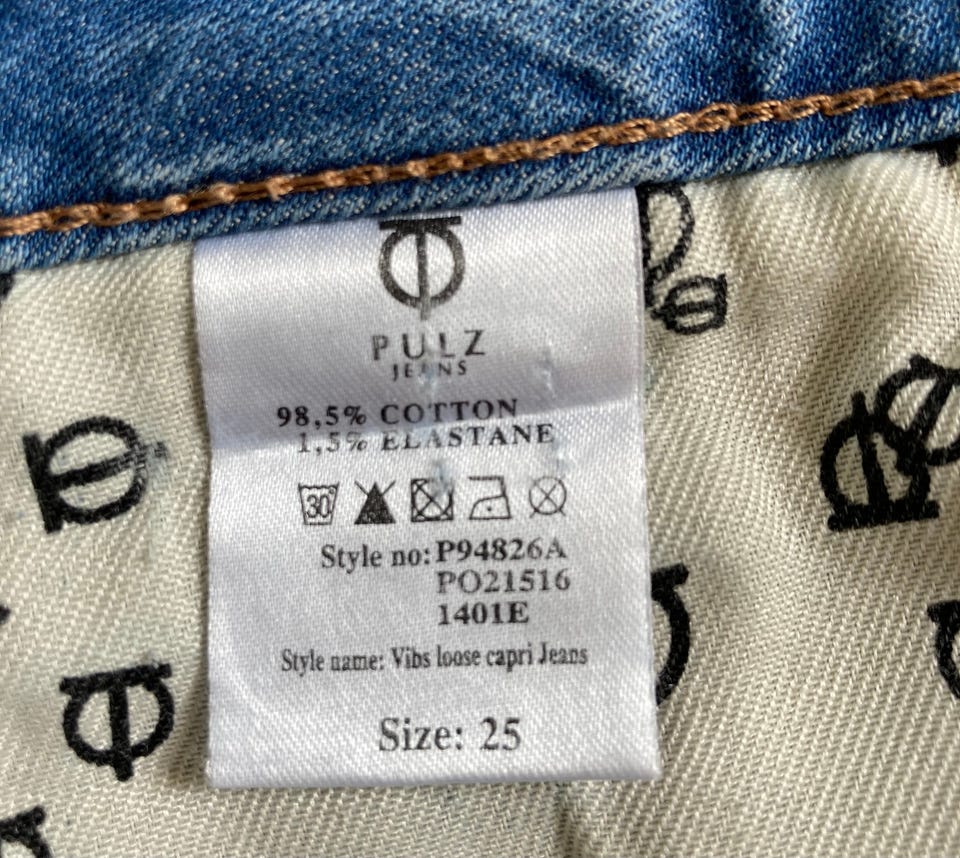 PULZ
JEANS
98,5% COTTON
1,5% ELASTANE
30°
Style no: P94826A
PO21516
1401E
Style name: Vibs loose capri Jeans
Size: 25